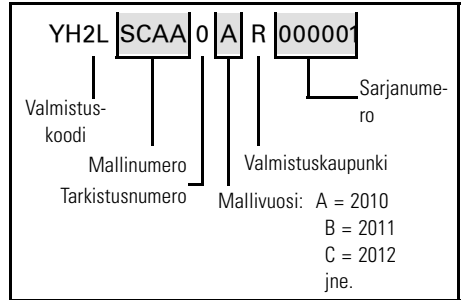 YH2L SCAA 0 A R 000001
Sarjanume-
ro
Valmistus-
koodi
Mallinumero
Valmistuskaupunki
Tarkistusnumero
Mallivuosi: A = 2010
B = 2011
C = 2012
jne.